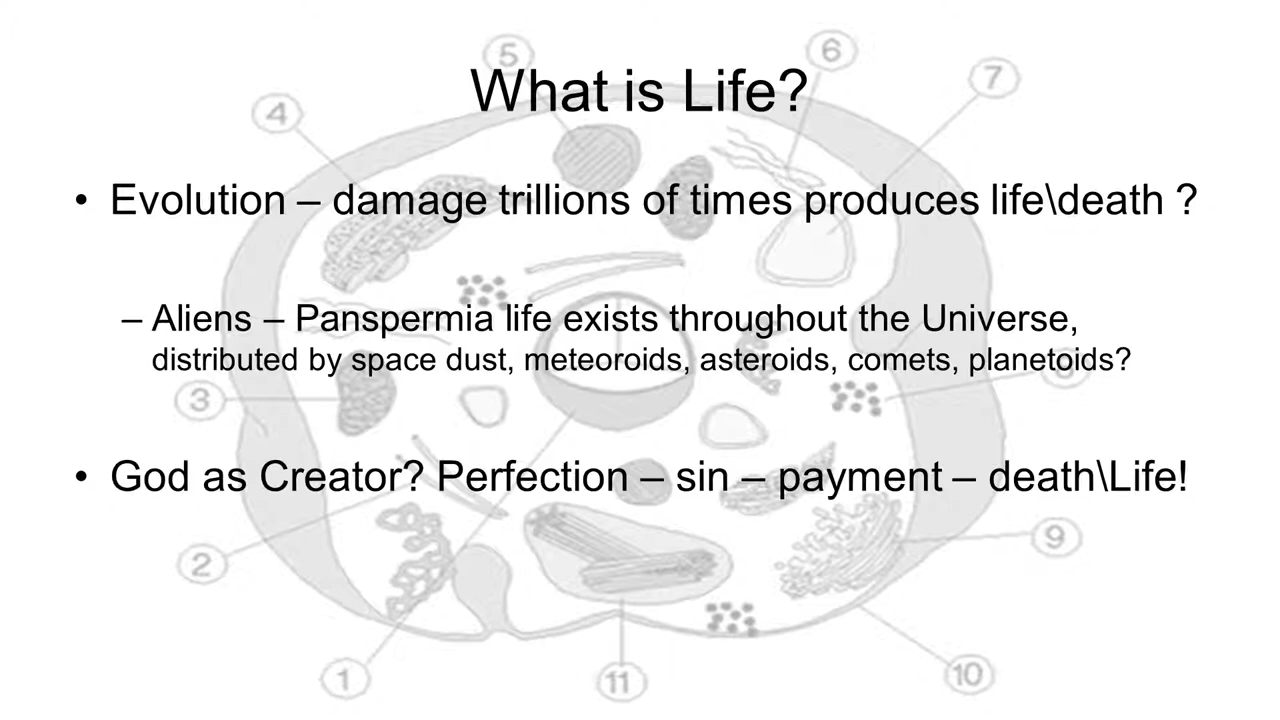 What is Life?
• Evolution – damage trillions of times produces life\death ?
– Aliens – Panspermia life exists throughout the Universe,
distributed by space dust, meteoroids, asteroids, comets, planetoids?
• God as Creator? Perfection – sin – payment – death\Life!
5
6
7
4
3
8
2
9
1
11
10